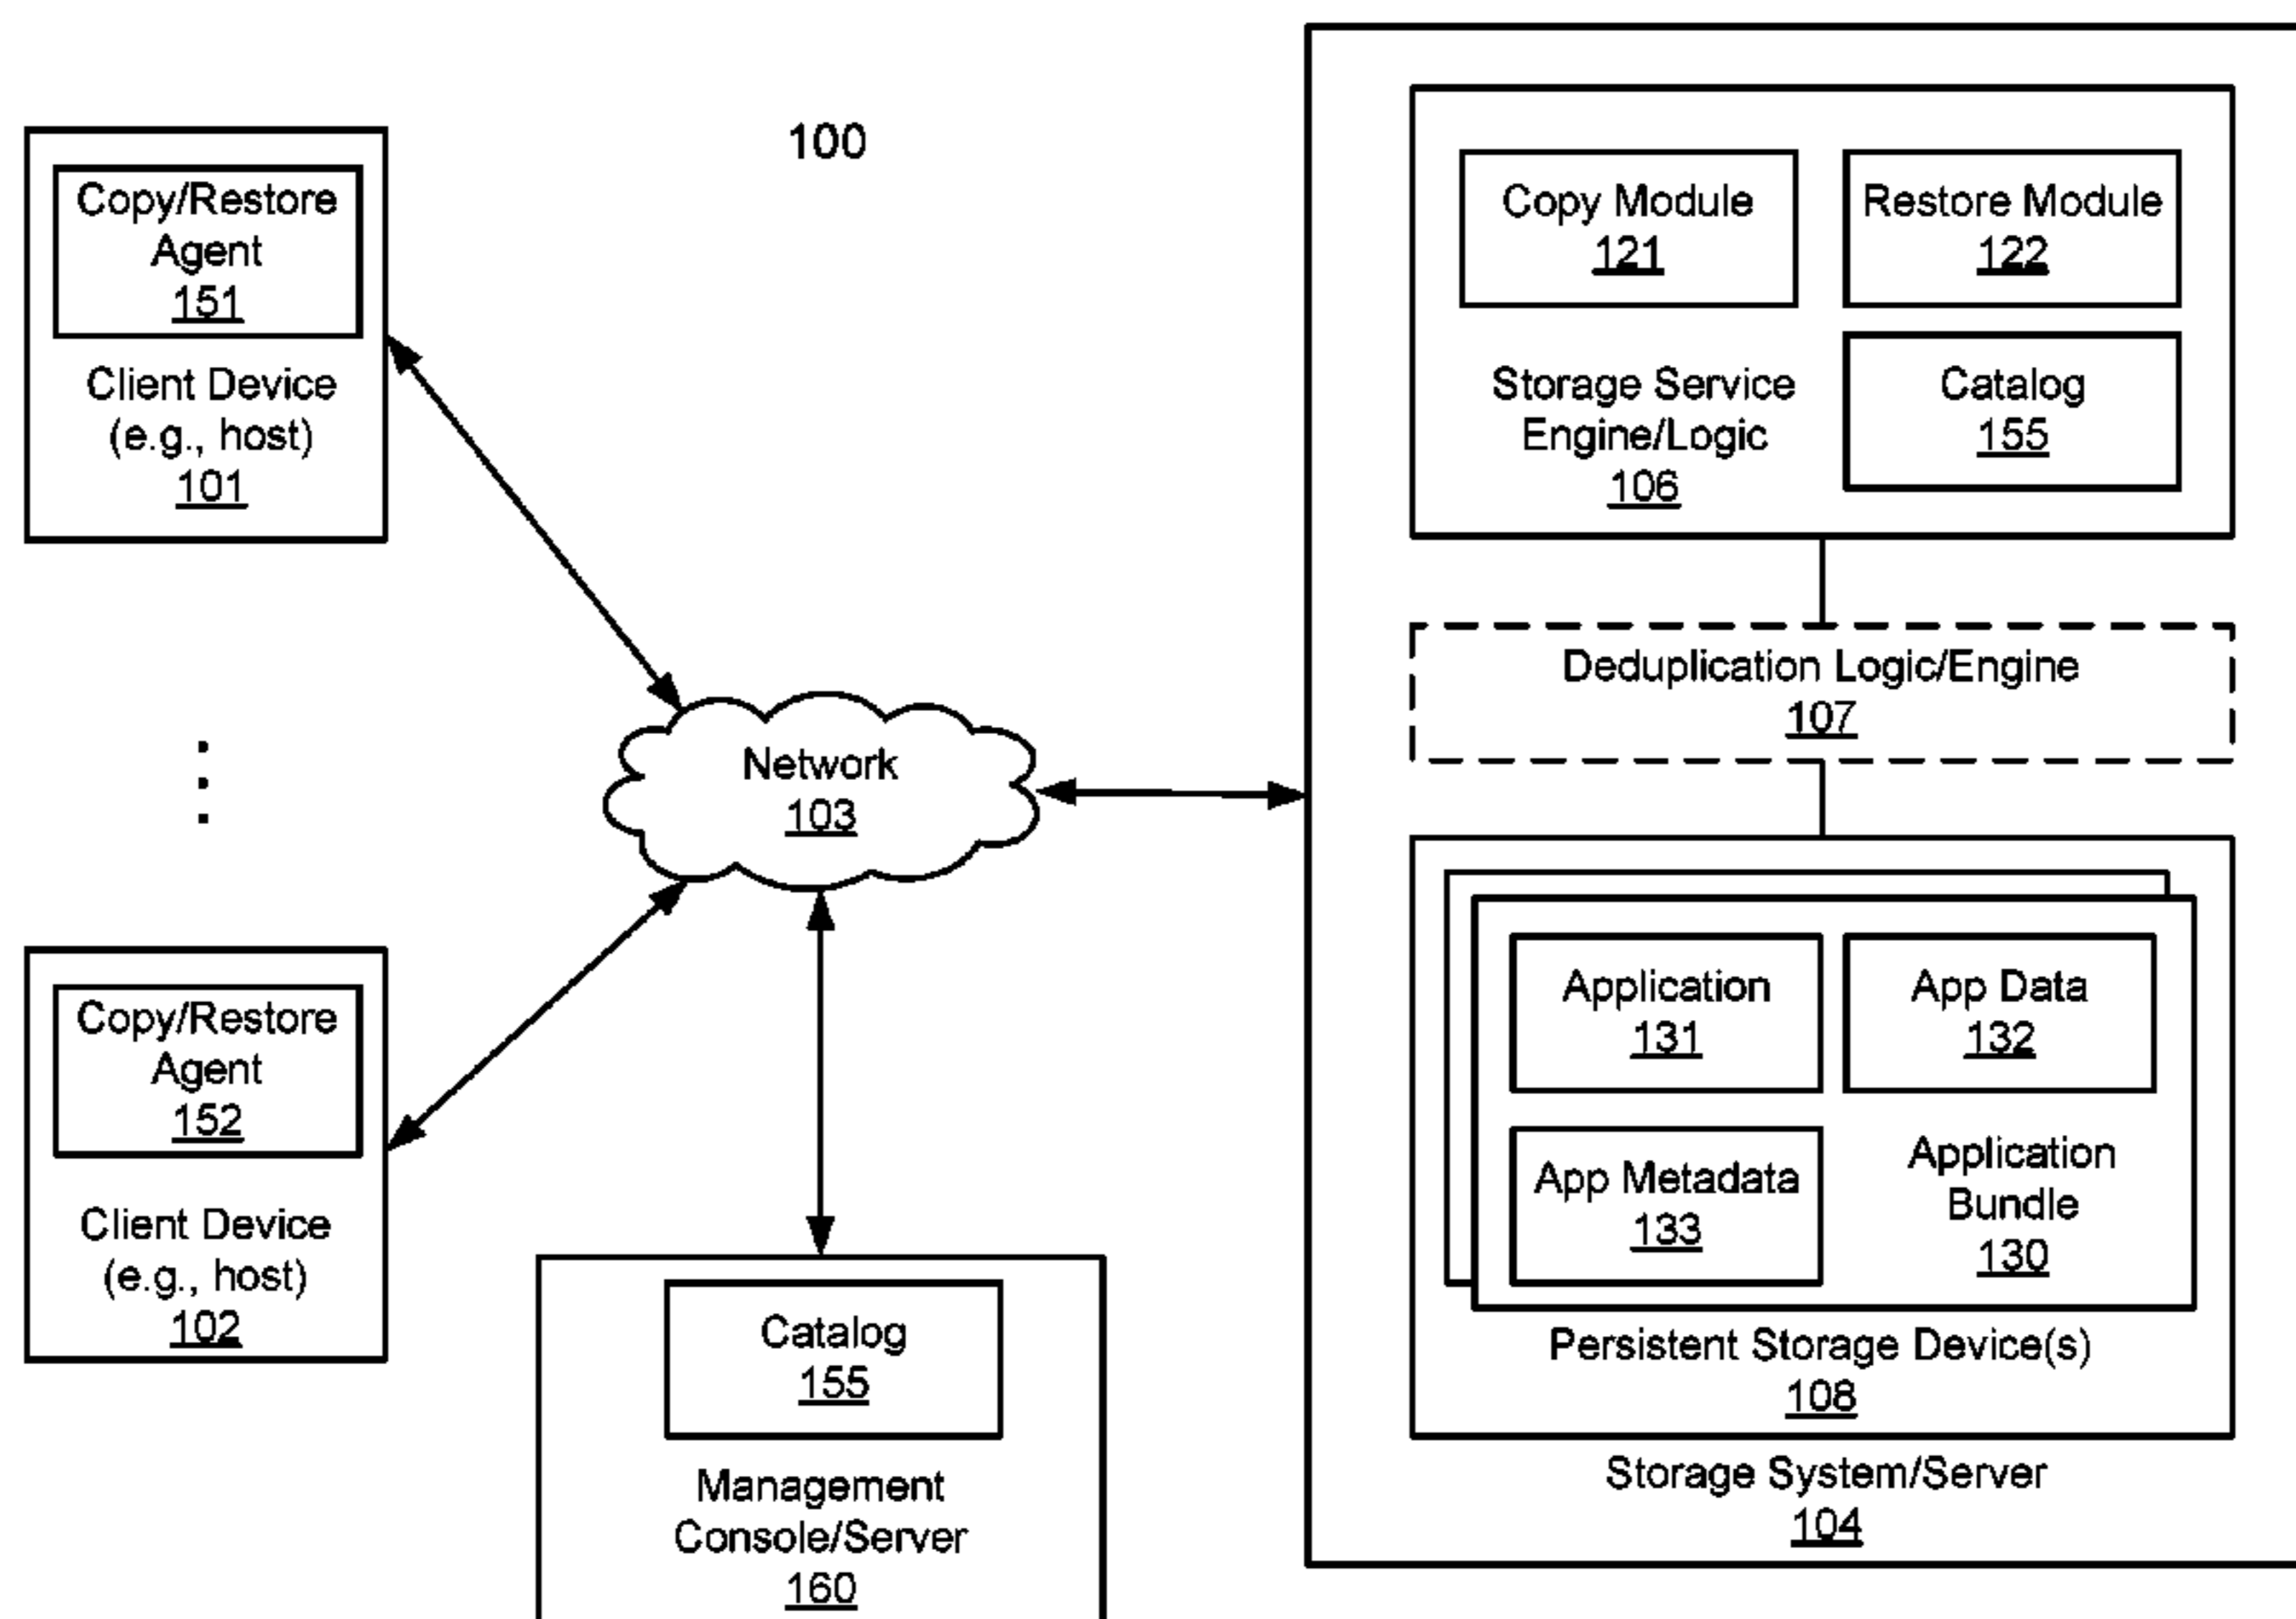 100
Copy/Restore
Agent
151
Client Device
(e.g., host)
101
Copy/Restore
Agent
152
Client Device
(e.g., host)
102
Network
103
Catalog
155
Management
Console/Server
160
Copy Module
121
Restore Module
122
Storage Service
Engine/Logic
106
Catalog
155
Deduplication Logic/Engine
107
Application
131
App Data
132
App Metadata
133
Application
Bundle
130
Persistent Storage Device(s)
108
Storage System/Server
104